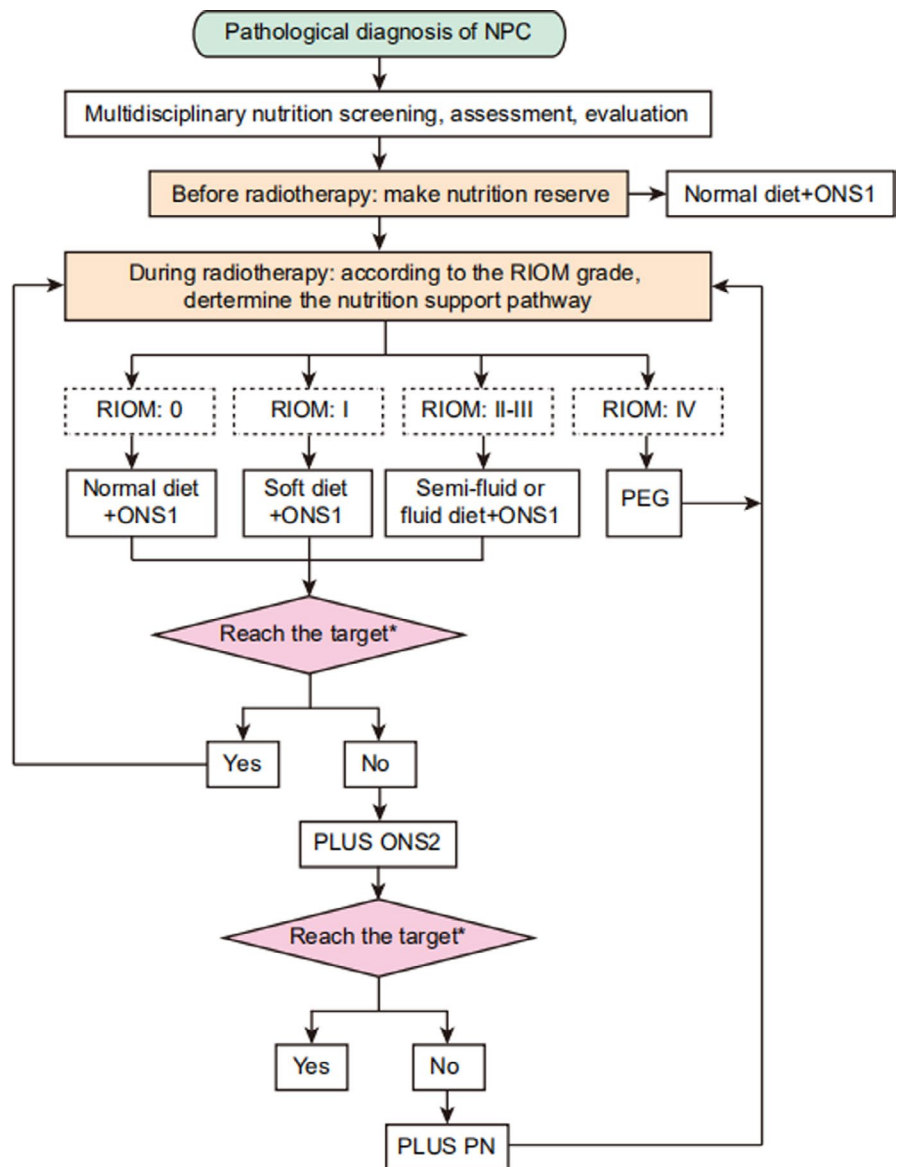 Pathological diagnosis of NPC
Multidisciplinary nutrition screening, assessment, evaluation
Before radiotherapy: make nutrition reserve
Normal diet+ONS1
During radiotherapy: according to the RIOM grade,
dertermine the nutrition support pathway
RIOM: 0
RIOM: I
RIOM: II-III
RIOM: IV
Normal diet
+ONS1
Soft diet
+ONS1
Semi-fluid or
fluid diet+ONS1
PEG
Reach the target*
Yes
No
PLUS ONS2
Reach the target*
Yes
No
PLUS PN